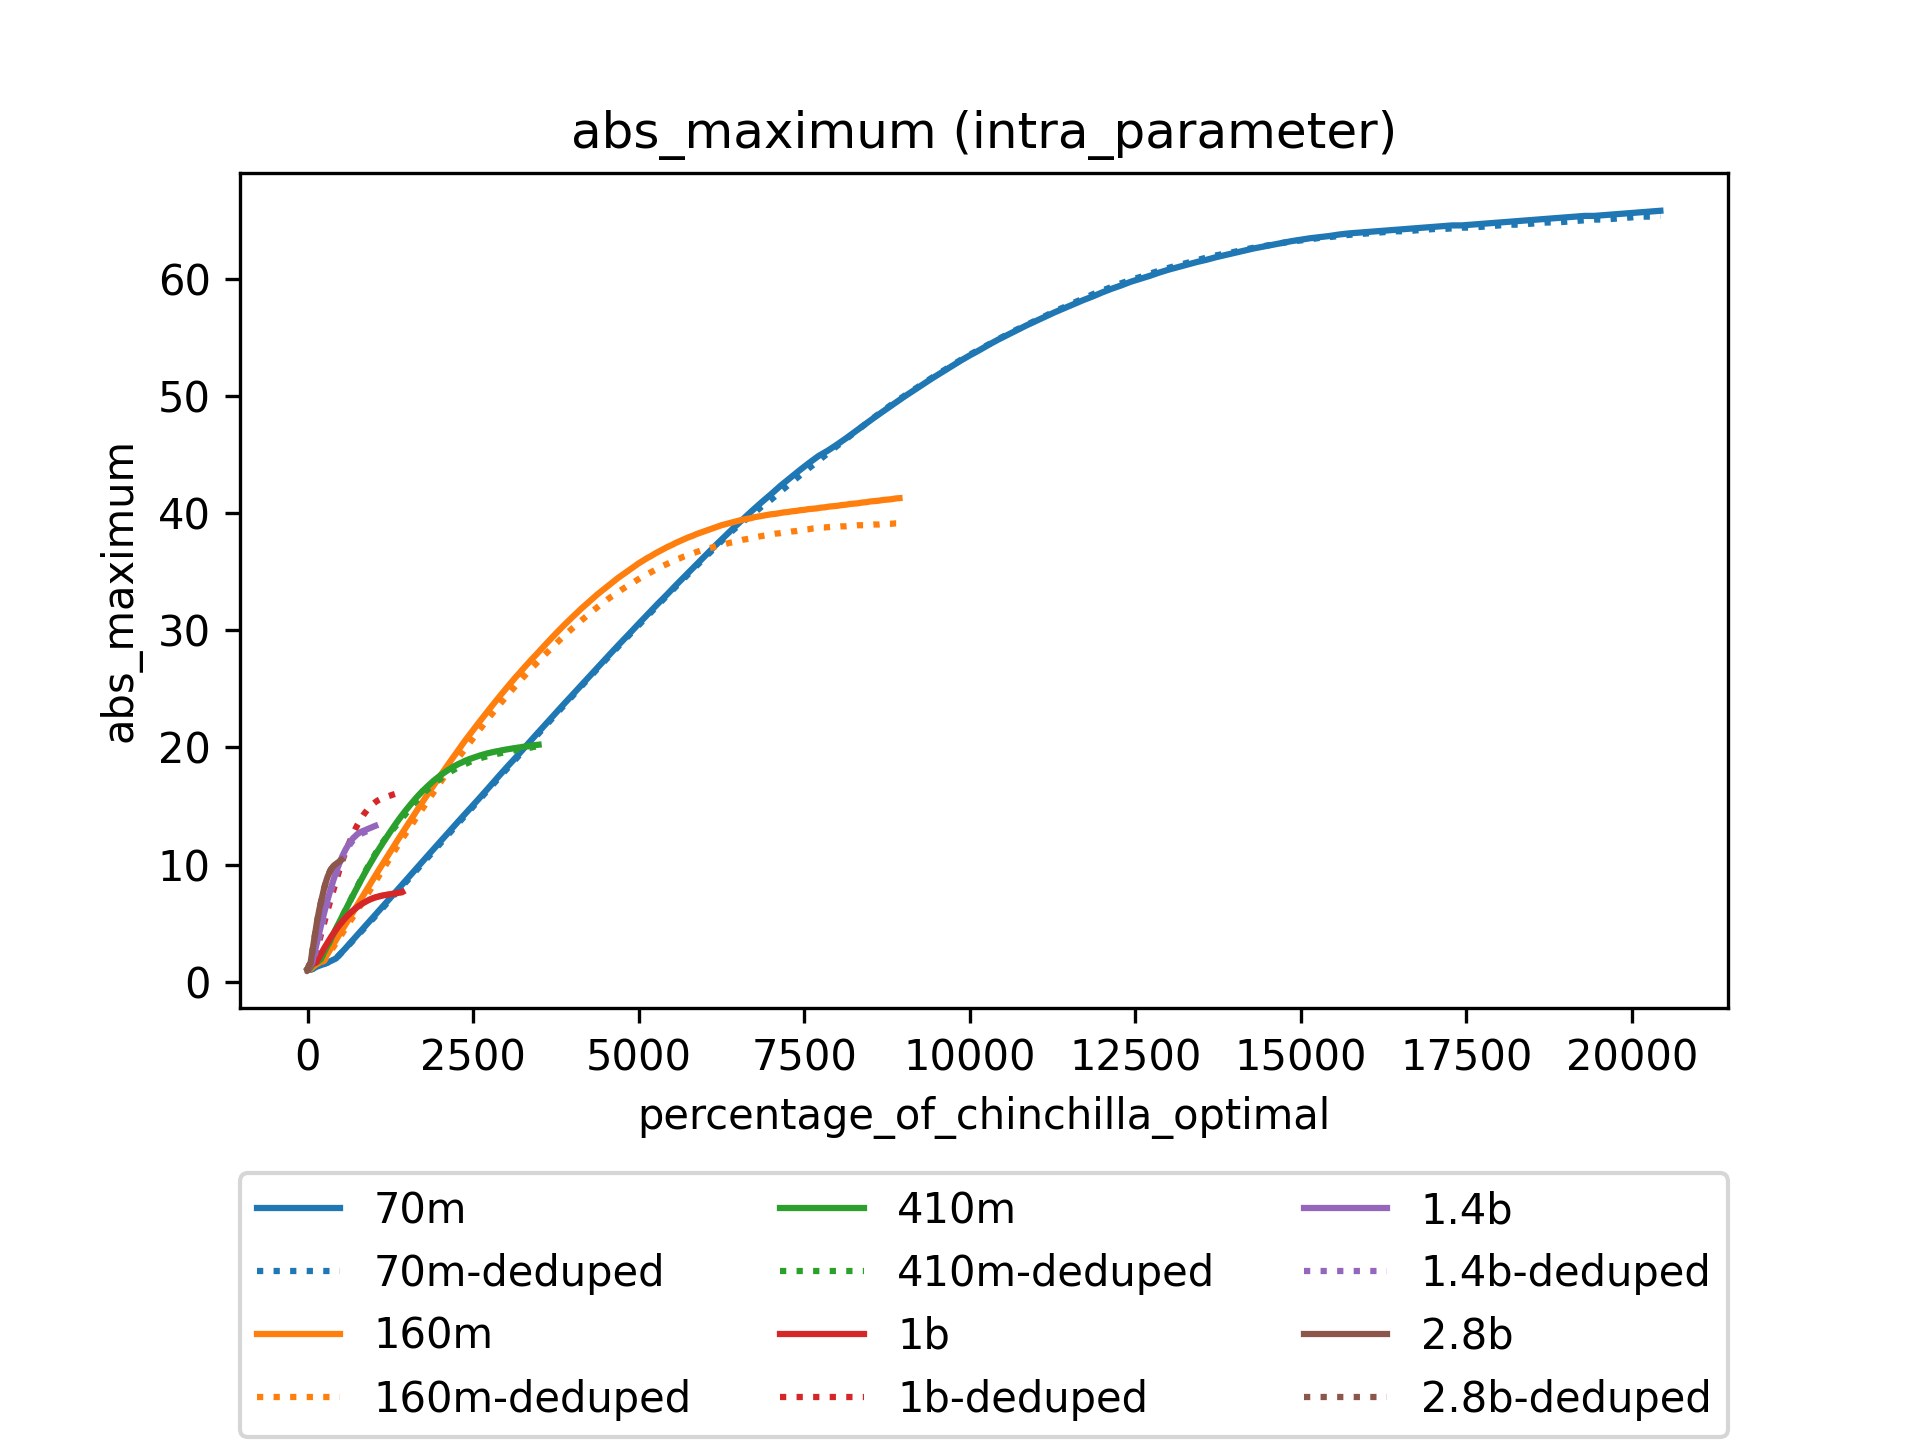 abs_maximum (intra_parameter)
abs_maximum
60
50
40
30
20
10
0
0 2500 5000 7500 10000 12500 15000 17500 20000
percentage_of_chinchilla_optimal
70m
70m-deduped
160m
160m-deduped
410m
410m-deduped
1b
1b-deduped
1.4b
1.4b-deduped
2.8b
2.8b-deduped